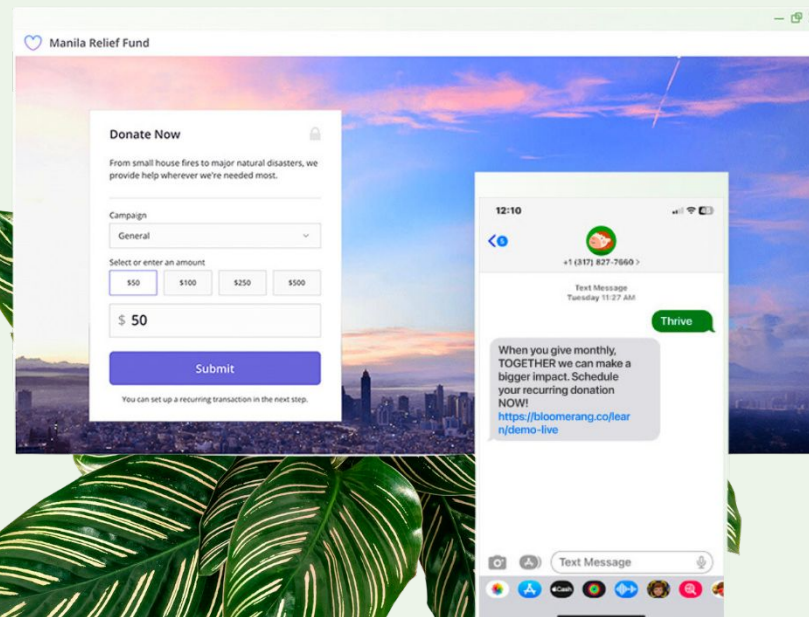 Manila Relief Fund
Donate Now
From small house fires to major natural disasters, we
provide help wherever we're needed most.
Campaign
General
Select or enter an amount
$50
$100
$250
$500
$ 50
Submit
You can set up a recurring transaction in the next step.
12:10
+1 (317) 827-7660 >
Text Message
Tuesday 11:27 AM
Thrive
When you give monthly,
TOGETHER we can make a
bigger impact. Schedule
your recurring donation
NOW!
https://bloomerang.co/lear
n/demo-live
Text Message
Cash